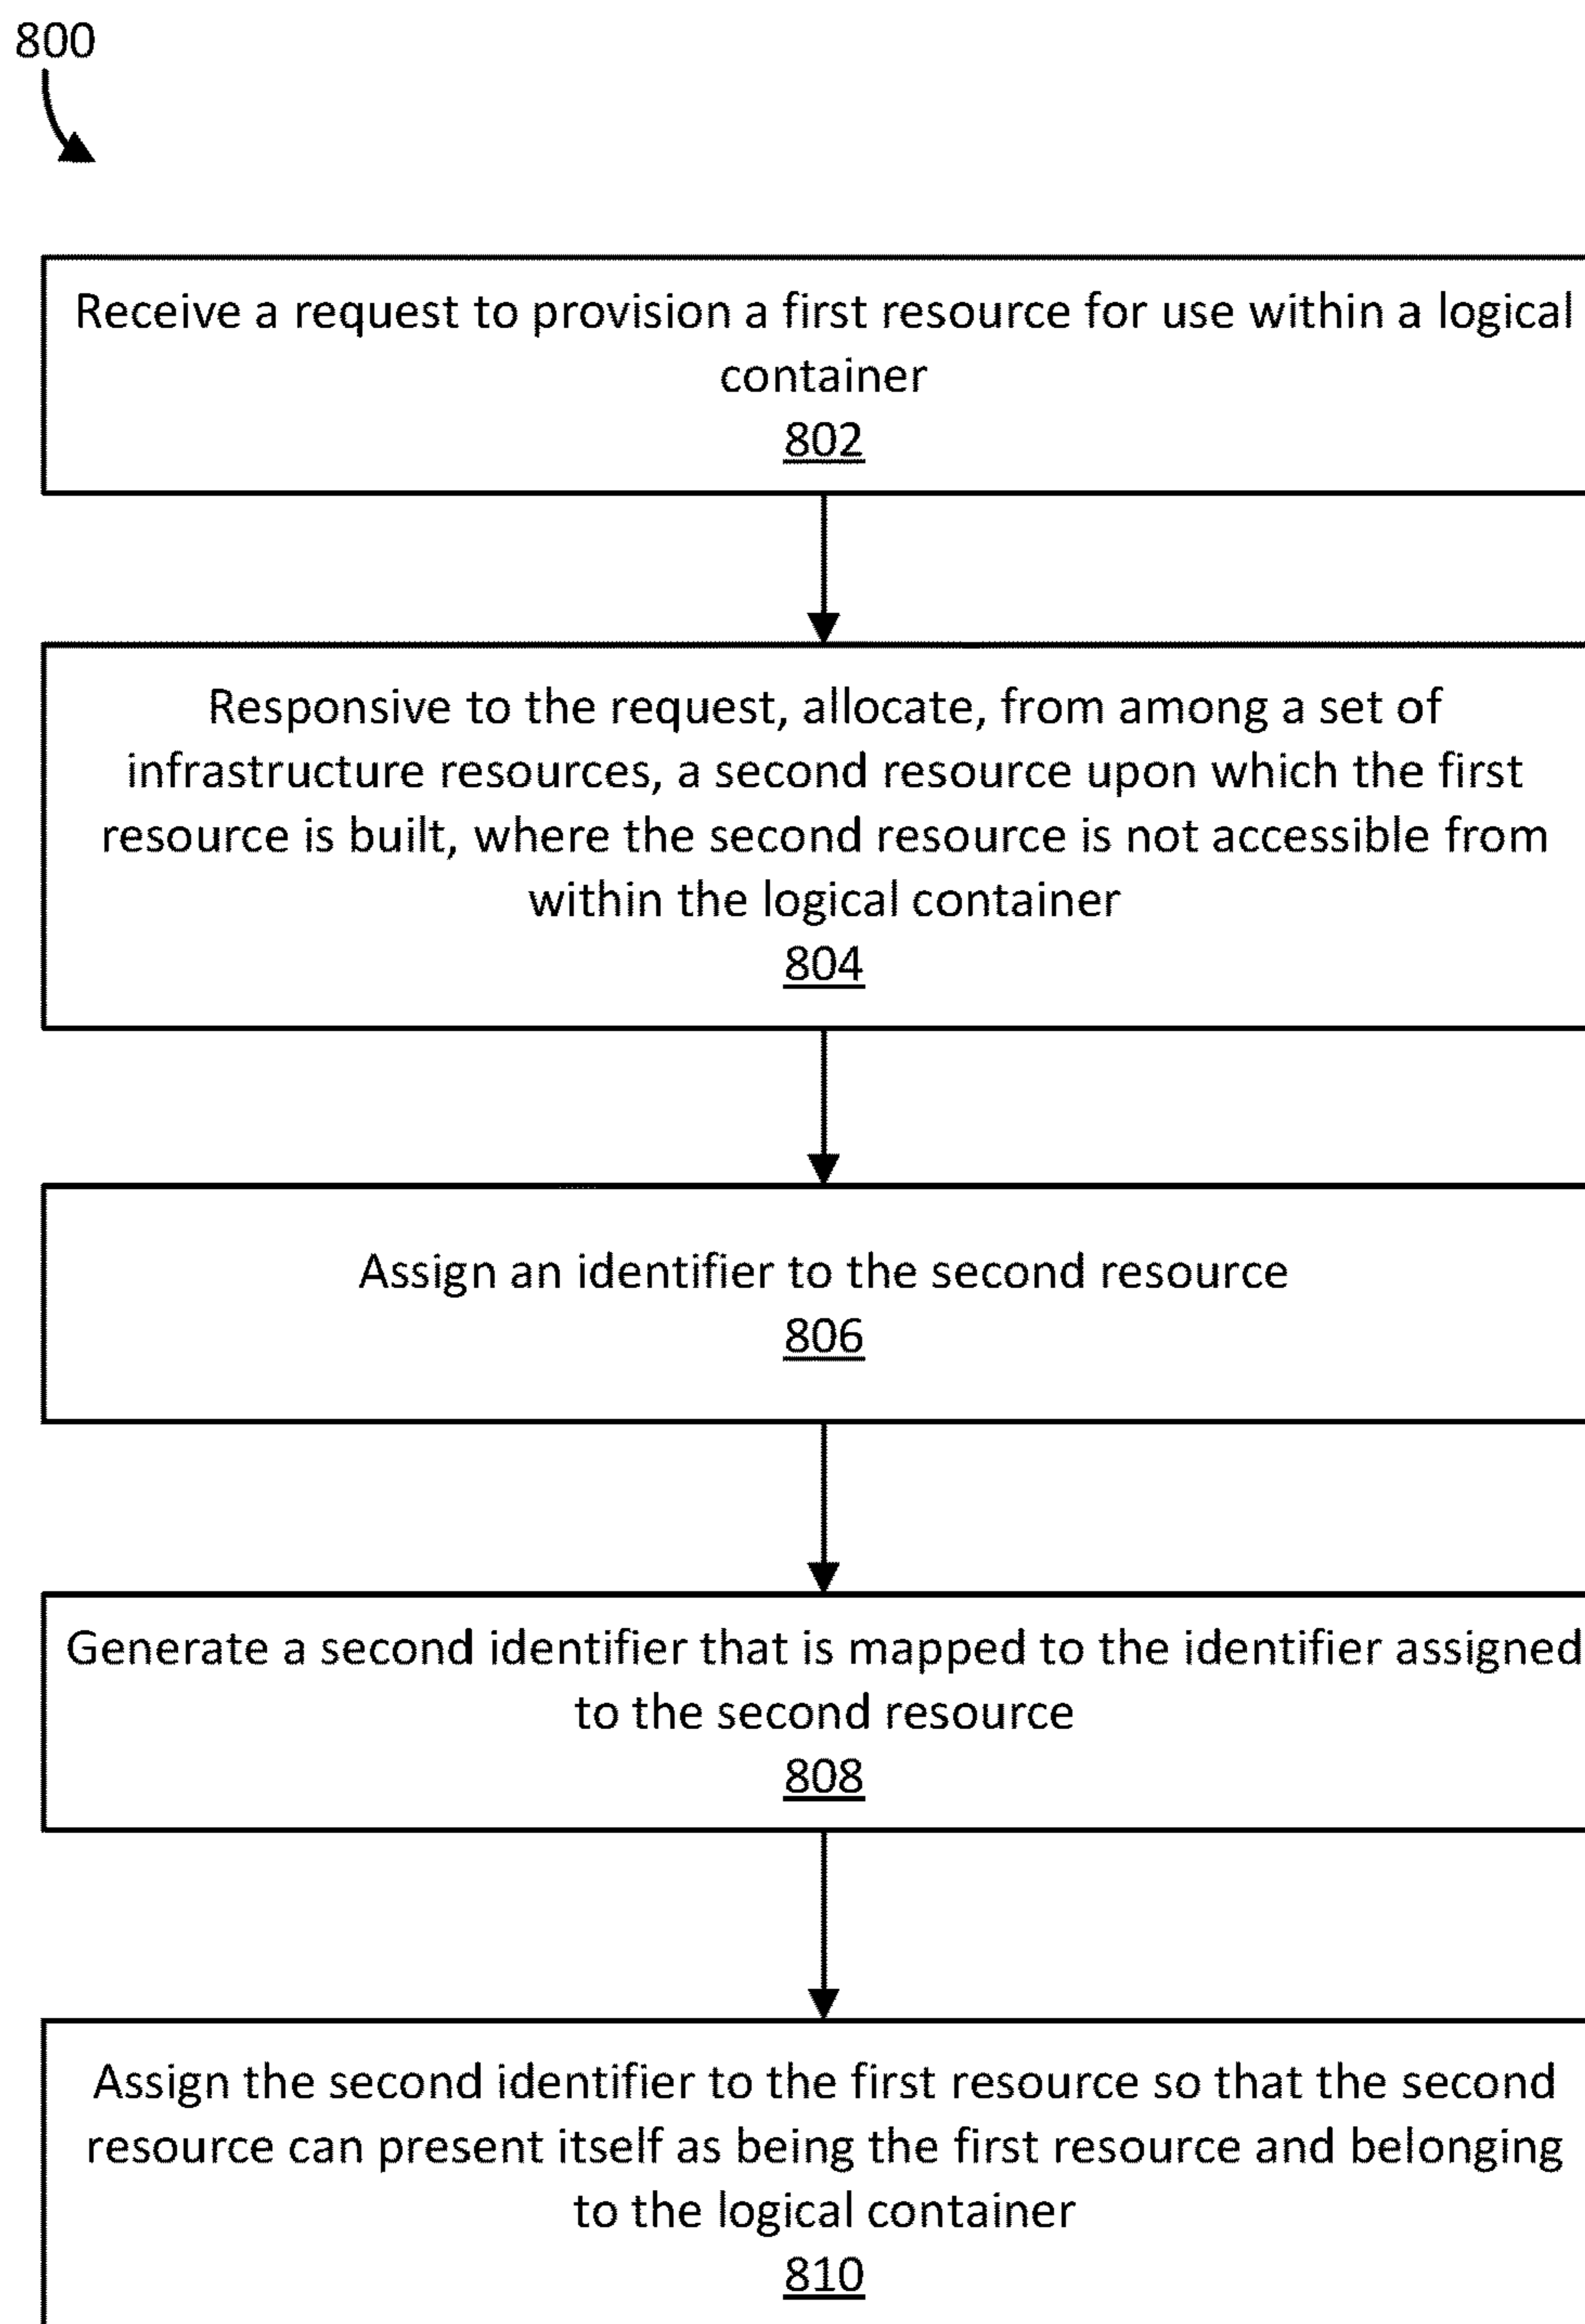 800
Receive a request to provision a first resource for use within a logical
container
802
Responsive to the request, allocate, from among a set of
infrastructure resources, a second resource upon which the first
resource is built, where the second resource is not accessible from
within the logical container
804
Assign an identifier to the second resource
806
Generate a second identifier that is mapped to the identifier assigned
to the second resource
808
Assign the second identifier to the first resource so that the second
resource can present itself as being the first resource and belonging
to the logical container
810